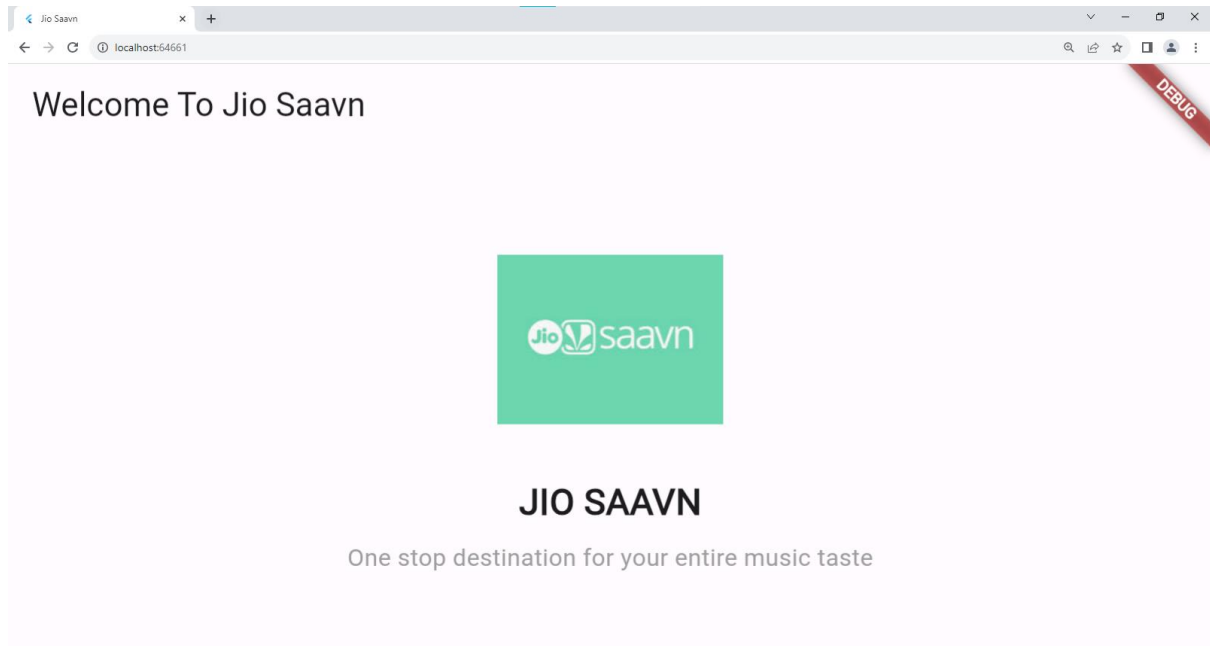 Jio Saavn
localhost:64661
Welcome To Jio Saavn
DEBUG
Jio saavn
JIO SAAVN
One stop destination for your entire music taste